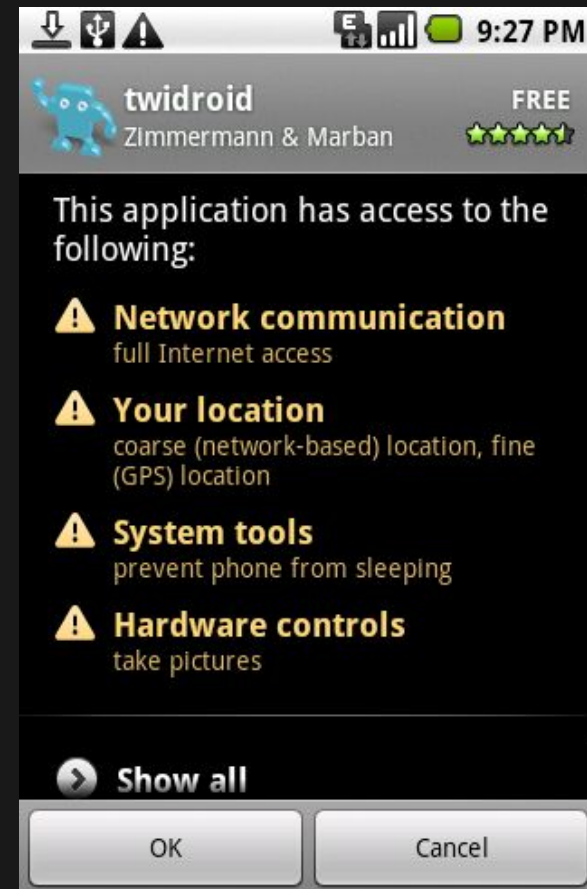 E
9:27 PM
twidroid
FREE
Zimmermann & Marban
This application has access to the
following:
Network communication
full Internet access
Your location
coarse (network-based) location, fine
(GPS) location
System tools
prevent phone from sleeping
Hardware controls
take pictures
Show all
OK
Cancel